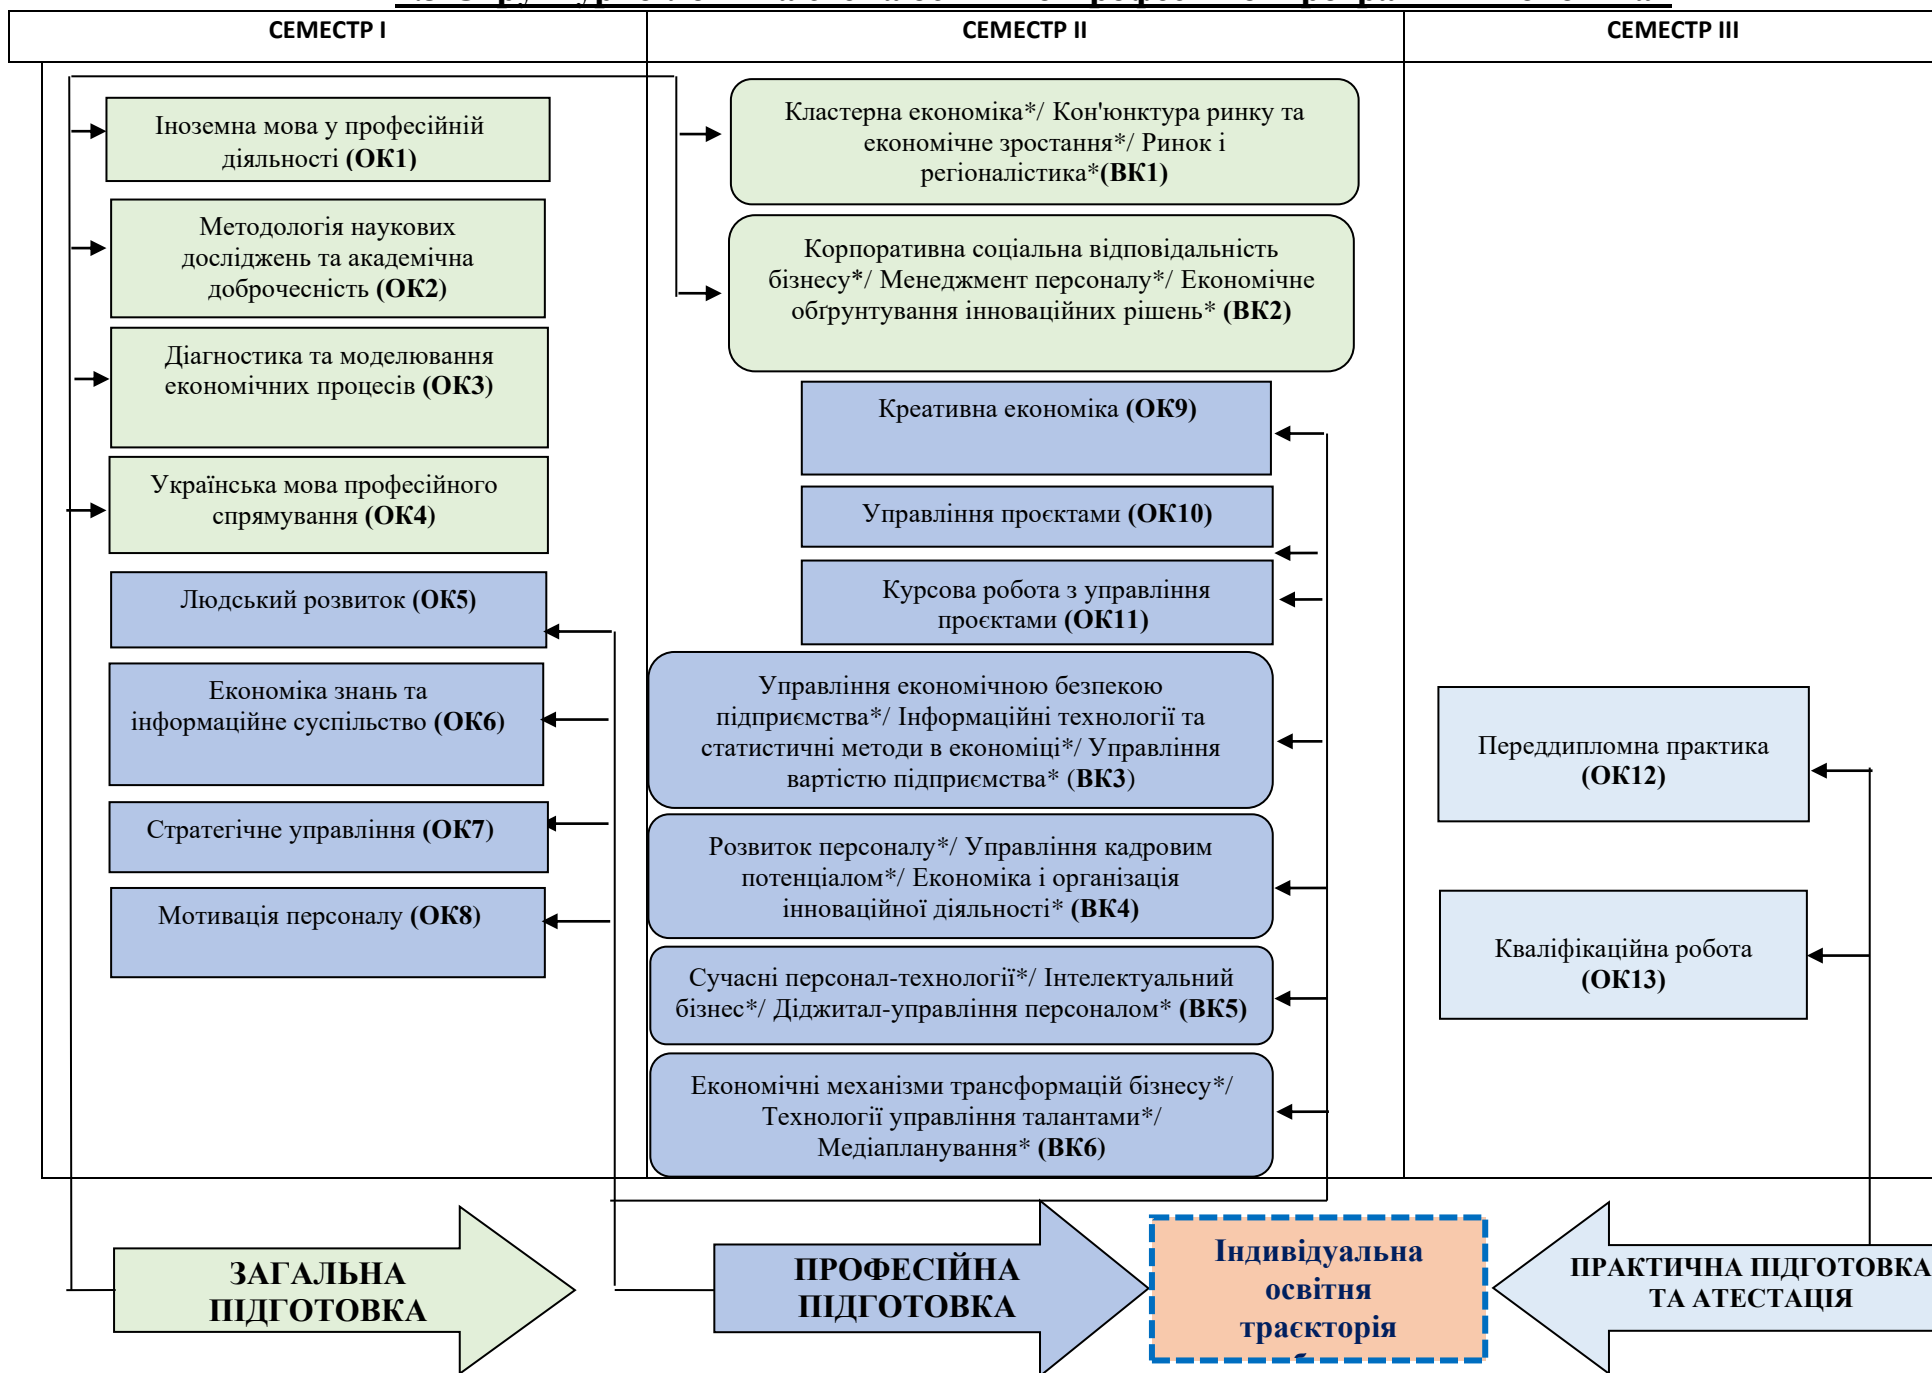 СЕМЕСТР I
СЕМЕСТР II
СЕМЕСТР III
Іноземна мова у професійній
діяльності (ОК1)
Методологія наукових
досліджень та академічна
доброчесність (ОК2)
Діагностика та моделювання
економічних процесів (ОК3)
Українська мова професійного
спрямування (ОК4)
Людський розвиток (ОК5)
Економіка знань та
інформаційне суспільство (ОК6)
Стратегічне управління (ОК7)
Мотивація персоналу (ОК8)
Кластерна економіка*/ Кон'юнктура ринку та
економічне зростання*/ Ринок і
регіоналістика*(ВК1)
Корпоративна соціальна відповідальність
бізнесу*/ Менеджмент персоналу*/ Економічне
обґрунтування інноваційних рішень* (ВК2)
Креативна економіка (ОК9)
Управління проєктами (ОК10)
Курсова робота з управління
проєктами (ОК11)
Управління економічною безпекою
підприємства*/ Інформаційні технології та
статистичні методи в економіці*/ Управління
вартістю підприємства* (ВК3)
Розвиток персоналу*/ Управління кадровим
потенціалом*/ Економіка і організація
інноваційної діяльності* (ВК4)
Сучасні персонал-технології*/ Інтелектуальний
бізнес*/ Діджитал-управління персоналом* (ВК5)
Економічні механізми трансформацій бізнесу*/
Технології управління талантами*/
Медіапланування* (ВК6)
Переддипломна практика
(ОК12)
Кваліфікаційна робота
(ОК13)
ЗАГАЛЬНА
ПІДГОТОВКА
ПРОФЕСІЙНА
ПІДГОТОВКА
Індивідуальна
освітня
траєкторія
ПРАКТИЧНА ПІДГОТОВКА
ТА АТЕСТАЦІЯ